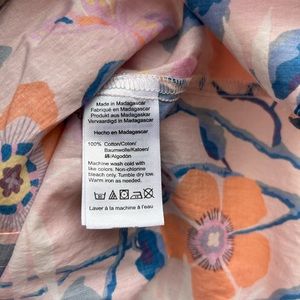 Made in Madagascar
Fabriqué en Madagascar
Produkt aus Madagaskar
Vervaardigd in Madagascar
Hecho en Madagascar
100% Cotton/Coton/
Baumwolle/Katoen/
Algodón
Machine wash cold with
like colors. Non-chlorine
bleach only. Tumble dry low.
Warm iron as needed.
Laver à la machine à l'eau